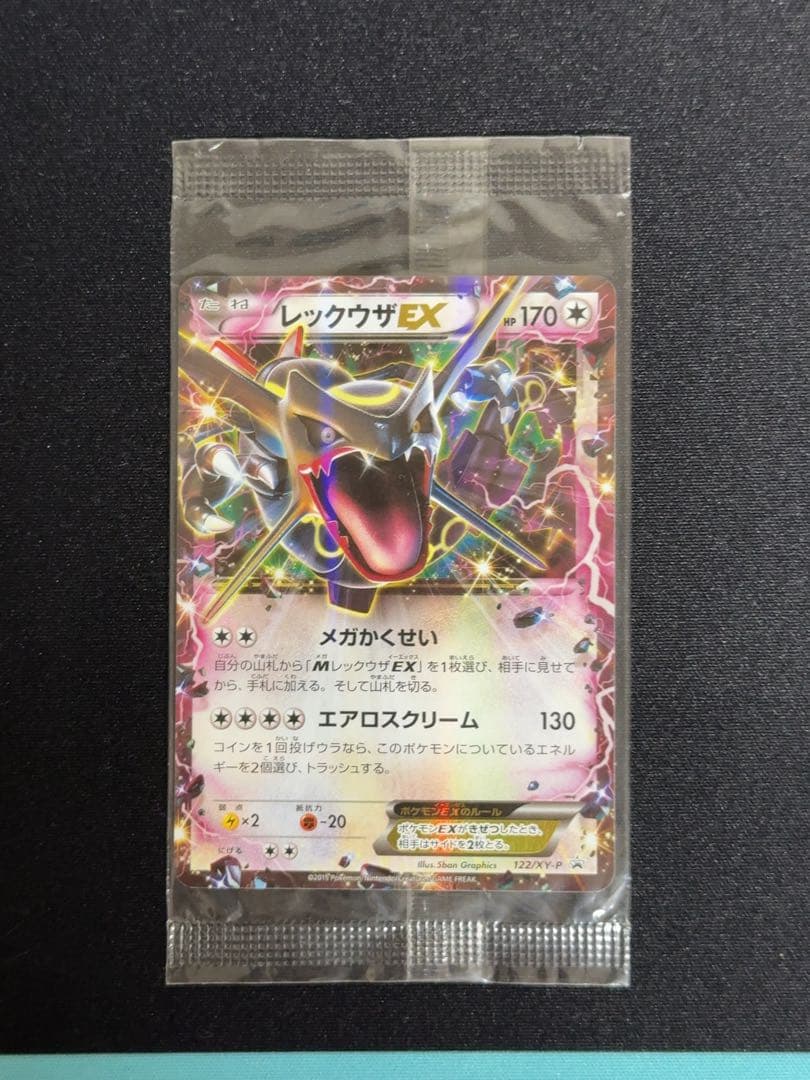 たね
レックウザEX
HP 170
メガかくせい
自分の山札から「MレックウザEX」を1枚選び、相手に見せて
から、手札に加える。そして山札を切る。
エアロスクリーム 130
コインを1回投げウラなら、このポケモンについているエネル
ギーを2個選び、トラッシュする。
弱点 抵抗力
×2 -20
にげる
ポケモンEXのルール
ポケモンEXがきぜつしたとき、
相手はサイドを2枚とる。
Illus. 5ban Graphics 122/XY-P
©2015 Pokémon/Nintendo/Creatures/GAME FREAK